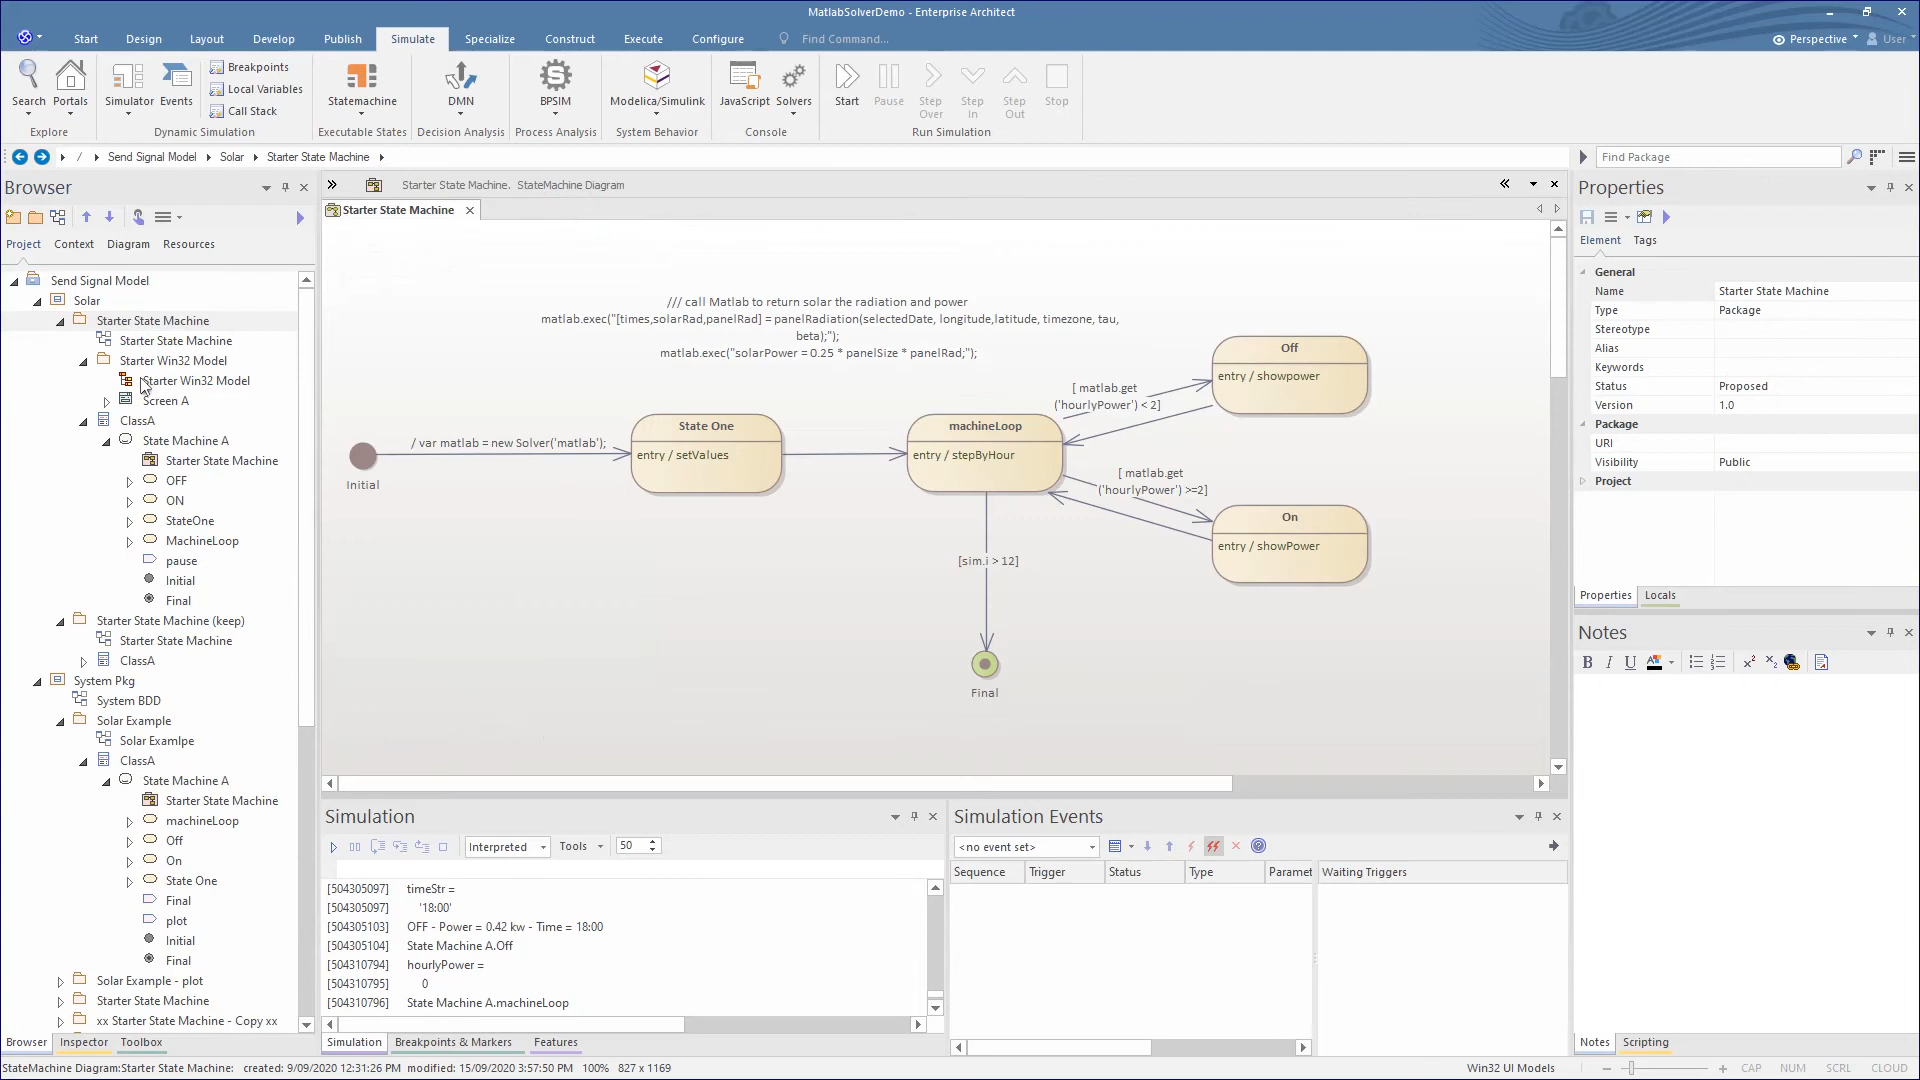 MatlabSolverDemo - Enterprise Architect
Start
Design
Layout
Develop
Publish
Simulate
Specialize
Construct
Execute
Configure
Find Command...
Perspective
User
Search
Portals
Explore
Simulator
Events
Breakpoints
Local Variables
Call Stack
Dynamic Simulation
Statemachine
Executable States
DMN
Decision Analysis
BPSIM
Process Analysis
Modelica/Simulink
System Behavior
JavaScript
Solvers
Console
Start
Pause
Step Over
Step In
Step Out
Stop
Run Simulation
/ Send Signal Model Solar Starter State Machine
Find Package
Browser
Project
Context
Diagram
Resources
Send Signal Model
Solar
Starter State Machine
Starter State Machine
Starter Win32 Model
Starter Win32 Model
Screen A
ClassA
State Machine A
Starter State Machine
OFF
ON
StateOne
MachineLoop
pause
Initial
Final
Starter State Machine (keep)
Starter State Machine
ClassA
System Pkg
System BDD
Solar Example
Solar Examlpe
ClassA
State Machine A
Starter State Machine
machineLoop
Off
On
State One
Final
plot
Initial
Final
Solar Example - plot
Starter State Machine
xx Starter State Machine - Copy xx
Browser
Inspector
Toolbox
Starter State Machine. StateMachine Diagram
Starter State Machine
/// call Matlab to return solar the radiation and power
matlab.exec("[times,solarRad,panelRad] = panelRadiation(selectedDate, longitude,latitude, timezone, tau,
beta);");
matlab.exec("solarPower = 0.25 * panelSize * panelRad;");
Initial
/ var matlab = new Solver('matlab');
State One
entry / setValues
machineLoop
entry / stepByHour
[ matlab.get
('hourlyPower') < 2]
[ matlab.get
('hourlyPower') >=2]
Off
entry / showpower
On
entry / showPower
[sim.i > 12]
Final
Simulation
Interpreted
Tools
50
[504305097] timeStr =
[504305097] '18:00'
[504305103] OFF - Power = 0.42 kw - Time = 18:00
[504305104] State Machine A.Off
[504310794] hourlyPower =
[504310795] 0
[504310796] State Machine A.machineLoop
Simulation
Breakpoints & Markers
Features
Simulation Events
<no event set>
Sequence
Trigger
Status
Type
Paramet
Waiting Triggers
Properties
Element
Tags
General
Name Starter State Machine
Type Package
Stereotype
Alias
Keywords
Status Proposed
Version 1.0
Package
URI
Visibility Public
Project
Properties
Locals
Notes
B I U
Notes
Scripting
StateMachine Diagram:Starter State Machine: created: 9/09/2020 12:31:26 PM modified: 15/09/2020 3:57:50 PM 100% 827 x 1169
Win32 UI Models
CAP
NUM
SCRL
CLOUD